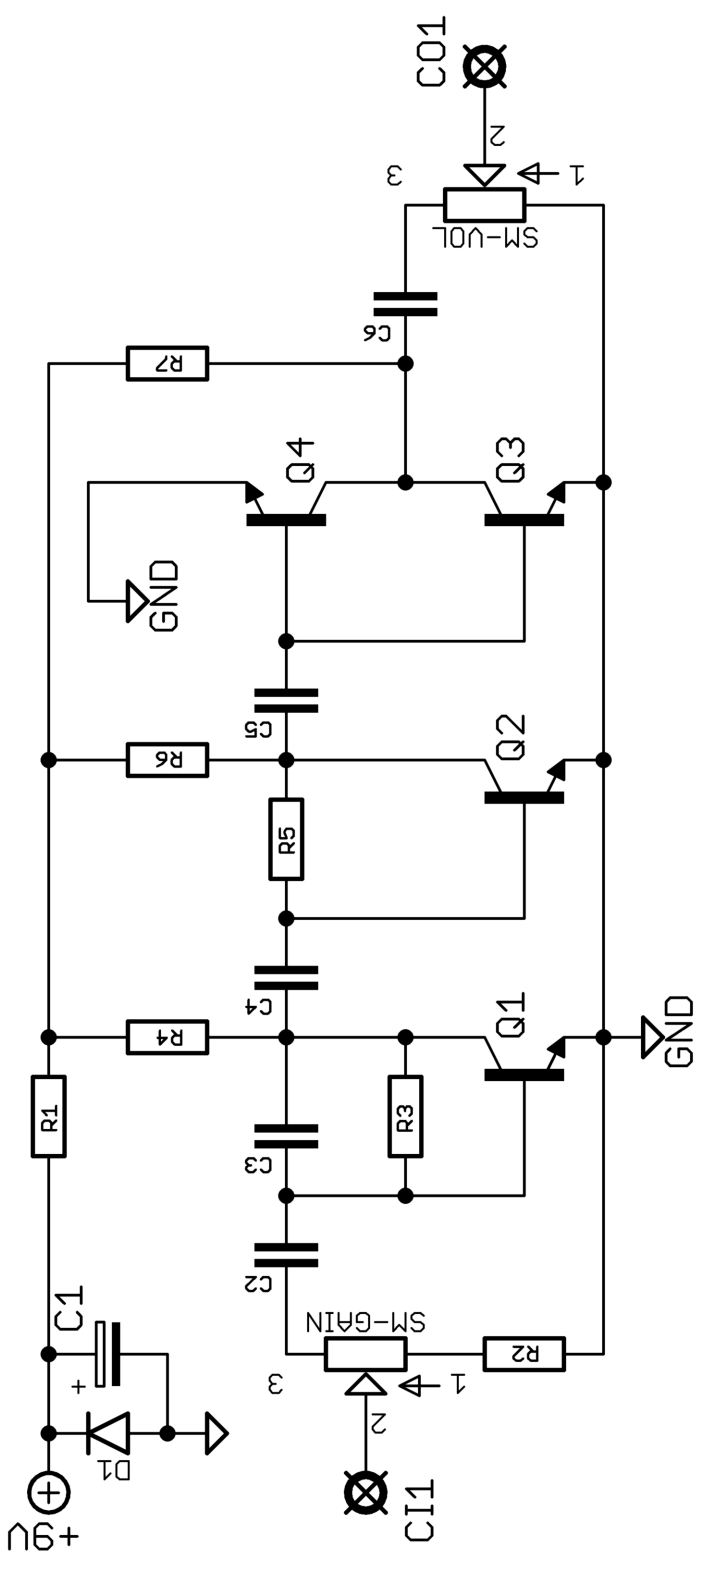 CO1
2
3
1
SM-VOL
C6
R7
Q4
Q3
GND
C5
R6
Q2
R5
C4
R4
Q1
GND
R1
R3
C3
C2
C1
+
SM-GAIN
3
1
R2
2
D1
CI1
+9V